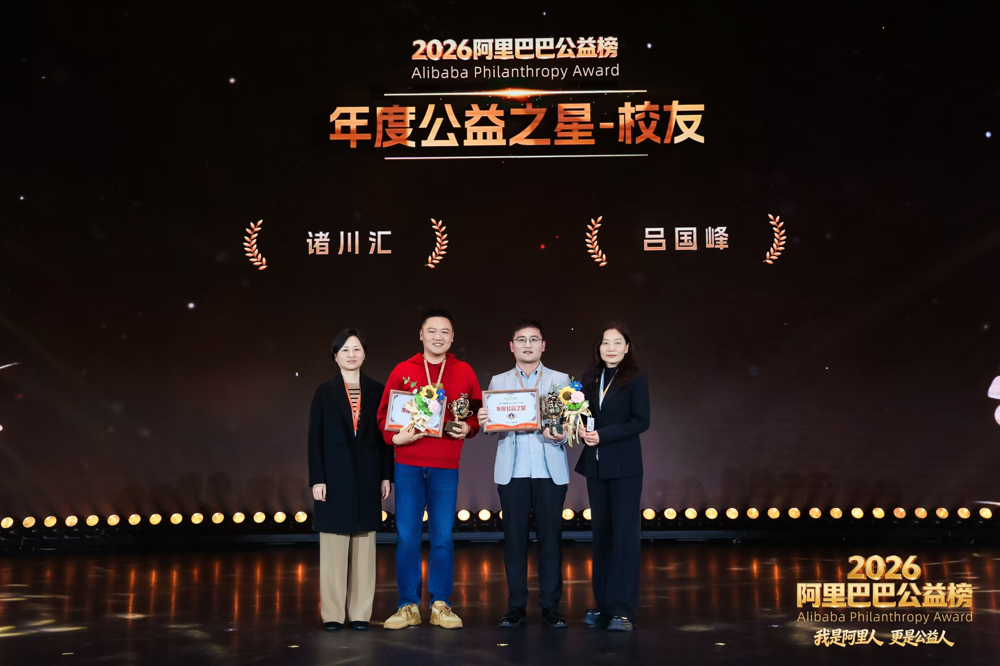 2026阿里巴巴公益榜
Alibaba Philanthropy Award
年度公益之星-校友
诸川汇
吕国峰
年度公益之星
2026
阿里巴巴公益榜
Alibaba Philanthropy Award
我是阿里人 更是公益人